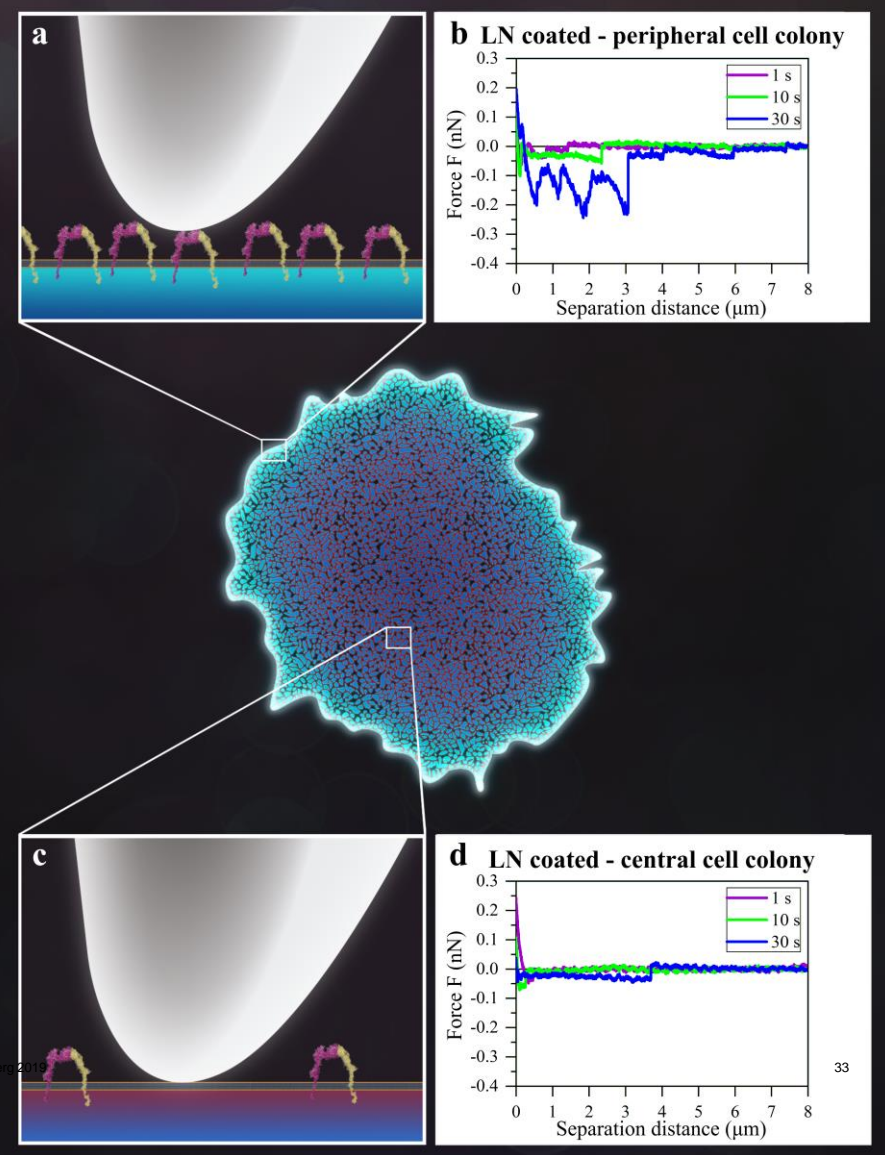 a
b LN coated - peripheral cell colony
0.3
0.2
0.1
0.0
-0.1
-0.2
-0.3
-0.4
Force F (nN)
1 s
10 s
30 s
0 1 2 3 4 5 6 7 8
Separation distance (μm)
c
d LN coated - central cell colony
0.3
0.2
0.1
0.0
-0.1
-0.2
-0.3
-0.4
Force F (nN)
1 s
10 s
30 s
0 1 2 3 4 5 6 7 8
Separation distance (μm)
2019
33